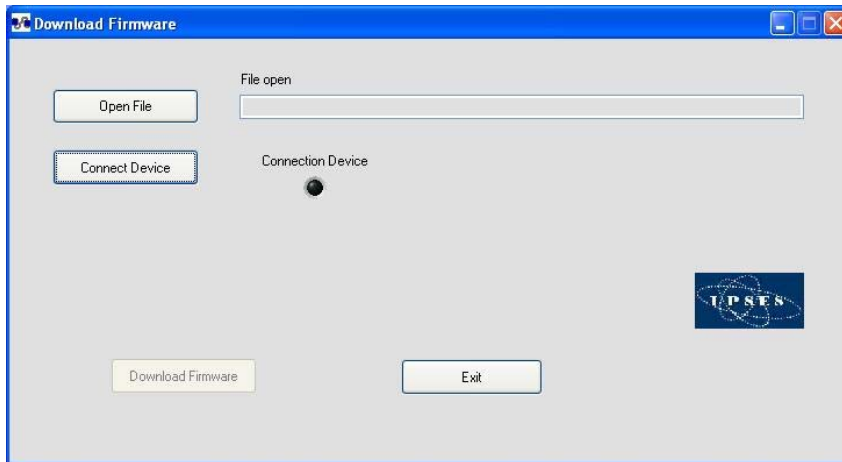 Download Firmware
File open
Open File
Connect Device
Connection Device
IPSES
Download Firmware
Exit